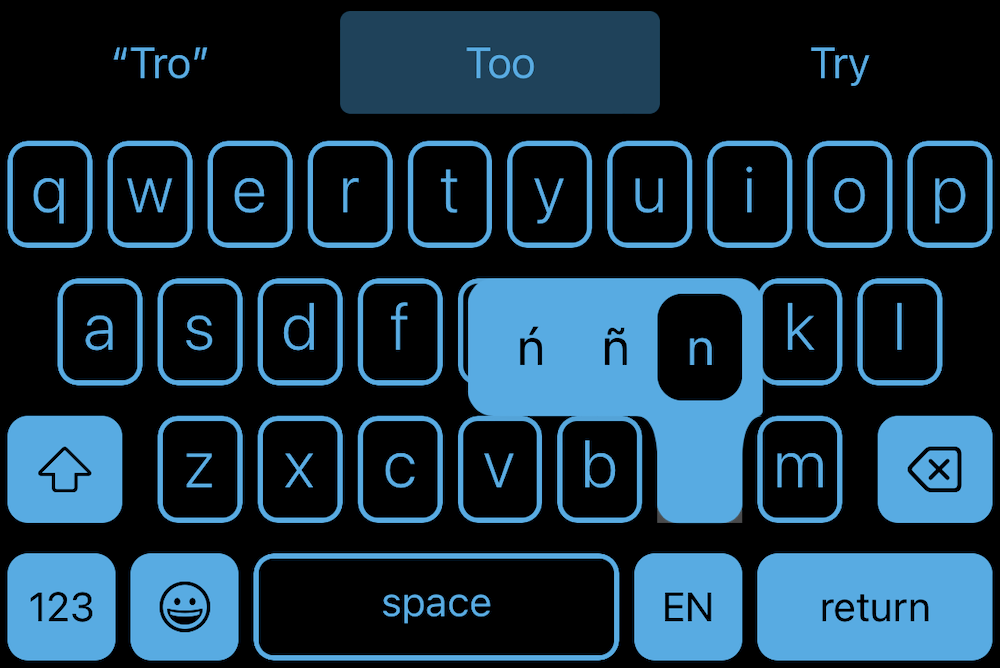 “Tro” Too Try
q w e r t y u i o p
a s d f ń ñ n k l
z x c v b m
123 space EN return